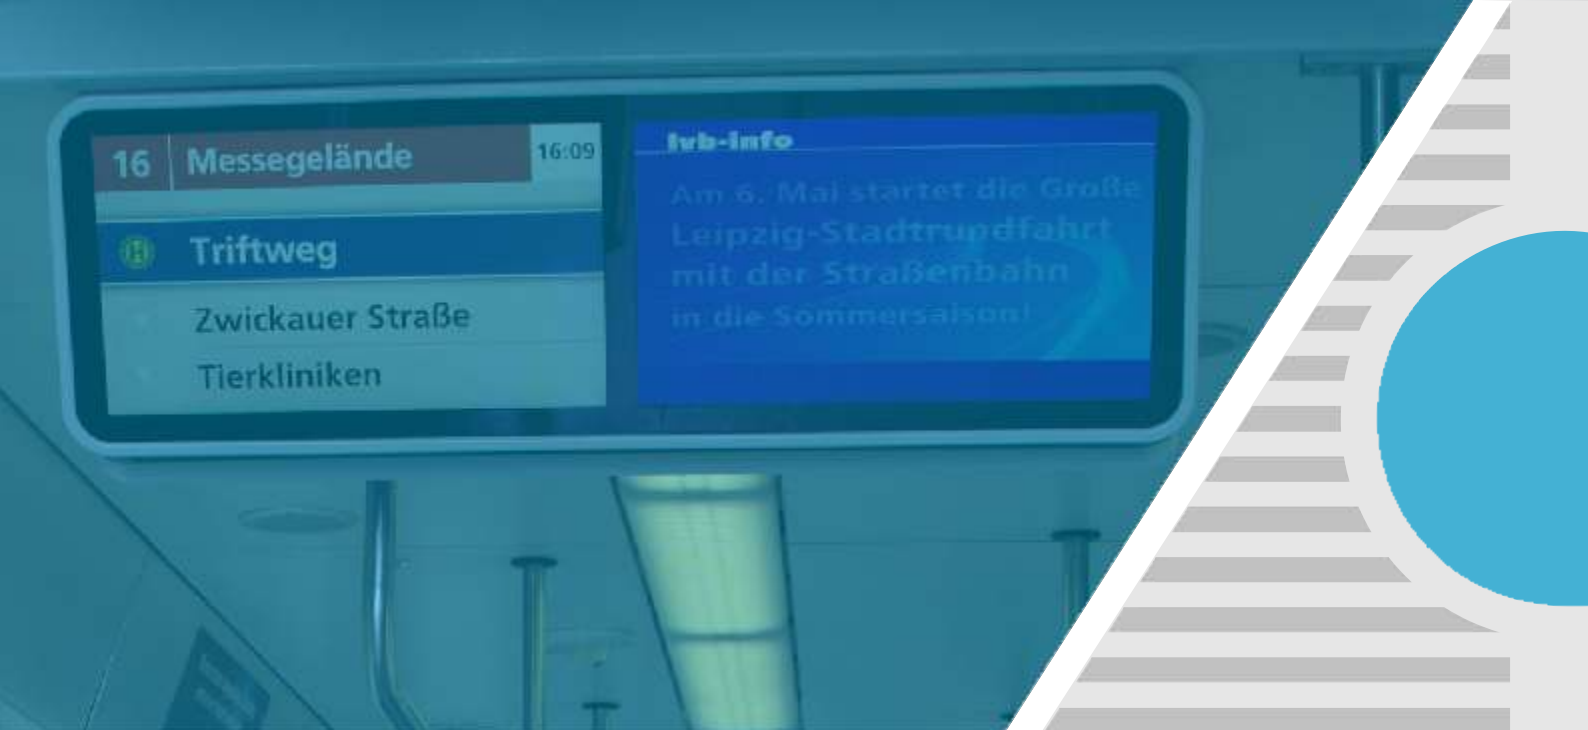 16 Messegelände 16:09
H Triftweg
Zwickauer Straße
Tierkliniken
lvb-info
Am 6. Mai startet die Große
Leipzig-Stadtrundfahrt
mit der Straßenbahn
in die Sommersaison!